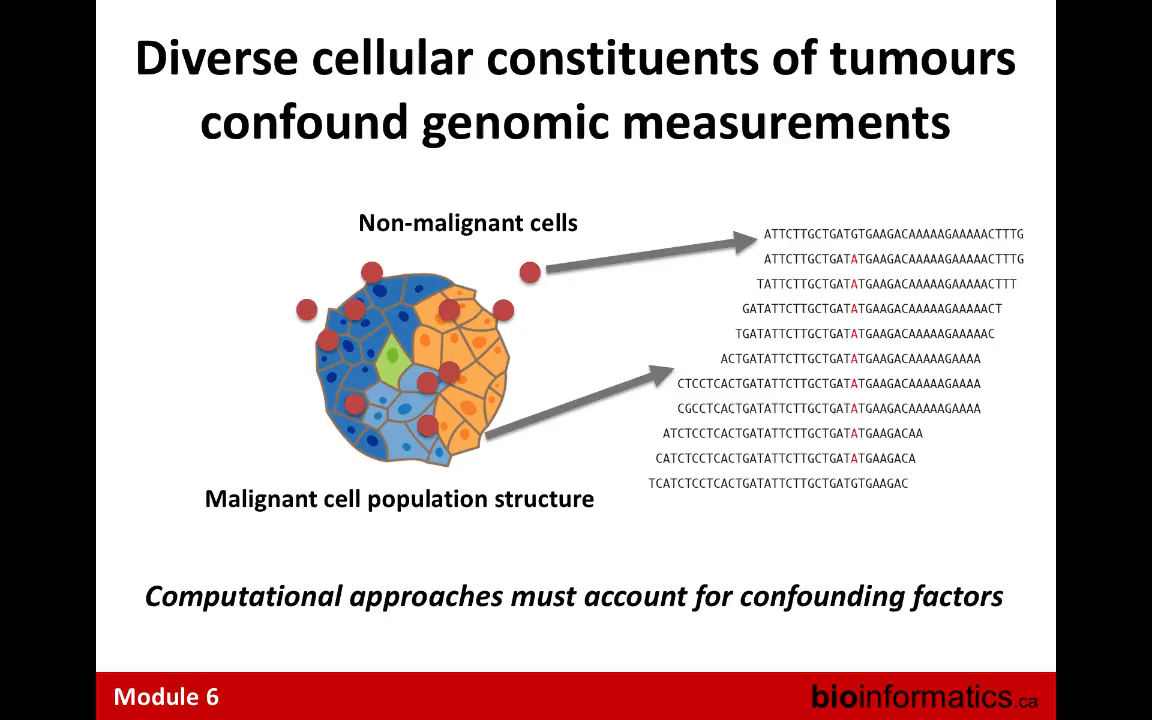 Diverse cellular constituents of tumours
confound genomic measurements
Non-malignant cells
ATTCTTGCTGATGTGAAGACAAAAAGAAAAACTTTG
ATTCTTGCTGATATGAAGACAAAAAGAAAAACTTTG
TATTCTTGCTGATATGAAGACAAAAAGAAAAACTTT
GATATTCTTGCTGATATGAAGACAAAAAGAAAAACT
TGATATTCTTGCTGATATGAAGACAAAAAGAAAAAC
ACTGATATTCTTGCTGATATGAAGACAAAAAGAAAA
CTCCTCACTGATATTCTTGCTGATATGAAGACAAAAAGAAAA
CGCCTCACTGATATTCTTGCTGATATGAAGACAAAAAGAAAA
ATCTCCTCACTGATATTCTTGCTGATATGAAGACAA
CATCTCCTCACTGATATTCTTGCTGATATGAAGACA
TCATCTCCTCACTGATATTCTTGCTGATGTGAAGAC
Malignant cell population structure
Computational approaches must account for confounding factors
Module 6
bioinformatics.ca